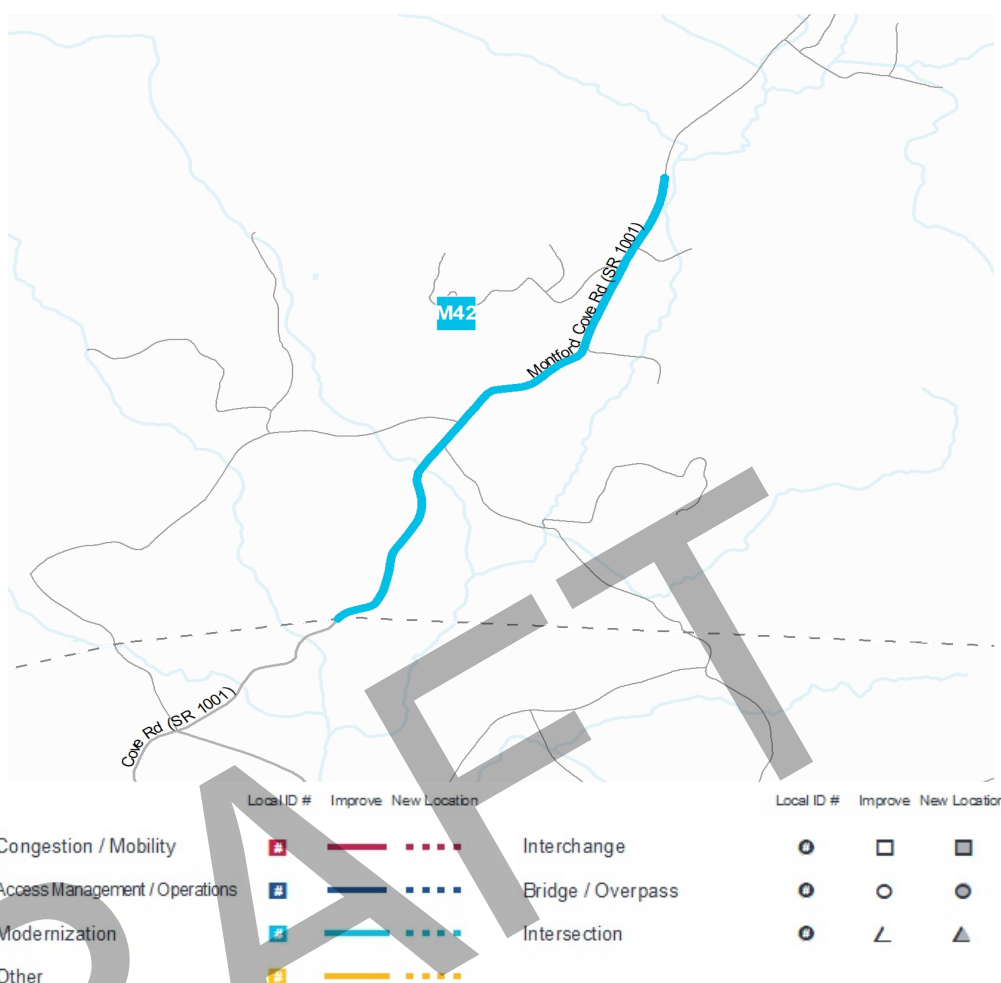 Montford Cove Rd (SR 1001)
M42
Cove Rd (SR 1001)
Local ID # Improve New Location
Congestion / Mobility #
Access Management / Operations #
Modernization #
Other #
Local ID # Improve New Location
Interchange #
Bridge / Overpass #
Intersection #
RAFT